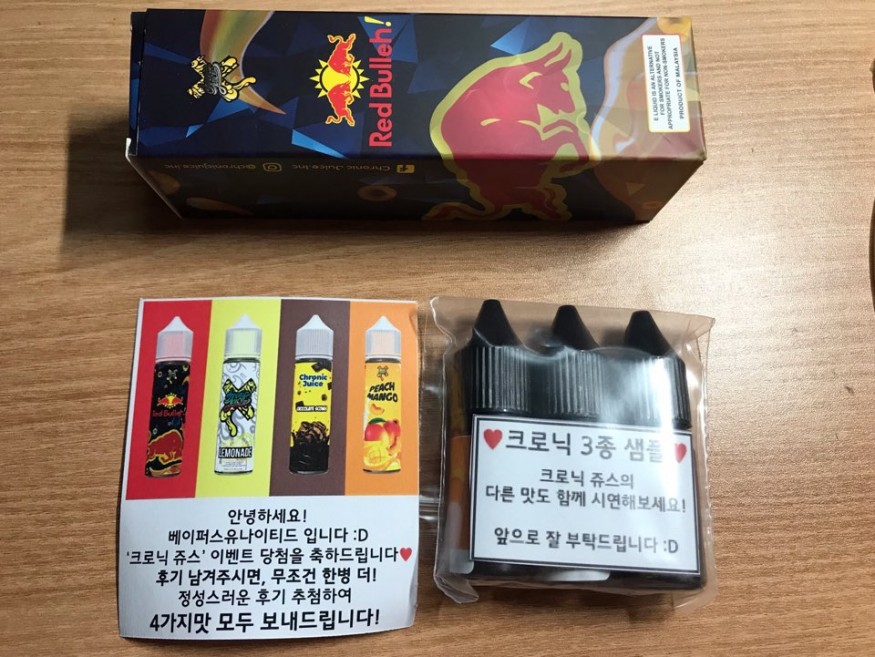 Red Bulleh!
E LIQUID IS AN ALTERNATIVE
FOR SMOKERS AND NOT
APPROPRIATE FOR NON-SMOKERS
PRODUCT OF MALAYSIA
Chronic Juice.Inc
@chronicjuice.inc
Red Bulleh!
LEMONADE
Chronic
Juice
PEACH
MANGO
안녕하세요!
베이퍼스유나이티드 입니다 :D
'크로닉 쥬스' 이벤트 당첨을 축하드립니다♥
후기 남겨주시면, 무조건 한병 더!
정성스러운 후기 추첨하여
4가지맛 모두 보내드립니다!
♥크로닉 3종 샘플♥
크로닉 쥬스의
다른 맛도 함께 시연해보세요!
앞으로 잘 부탁드립니다 :D